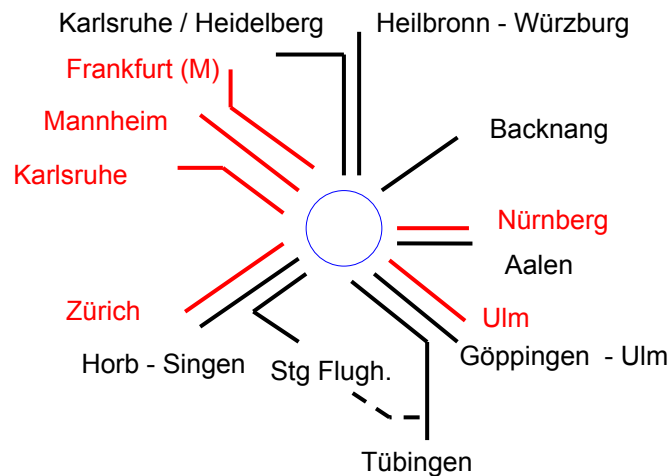 Karlsruhe / Heidelberg
Heilbronn - Würzburg
Frankfurt (M)
Mannheim
Backnang
Karlsruhe
Nürnberg
Aalen
Zürich
Ulm
Horb - Singen
Göppingen - Ulm
Stg Flugh.
Tübingen